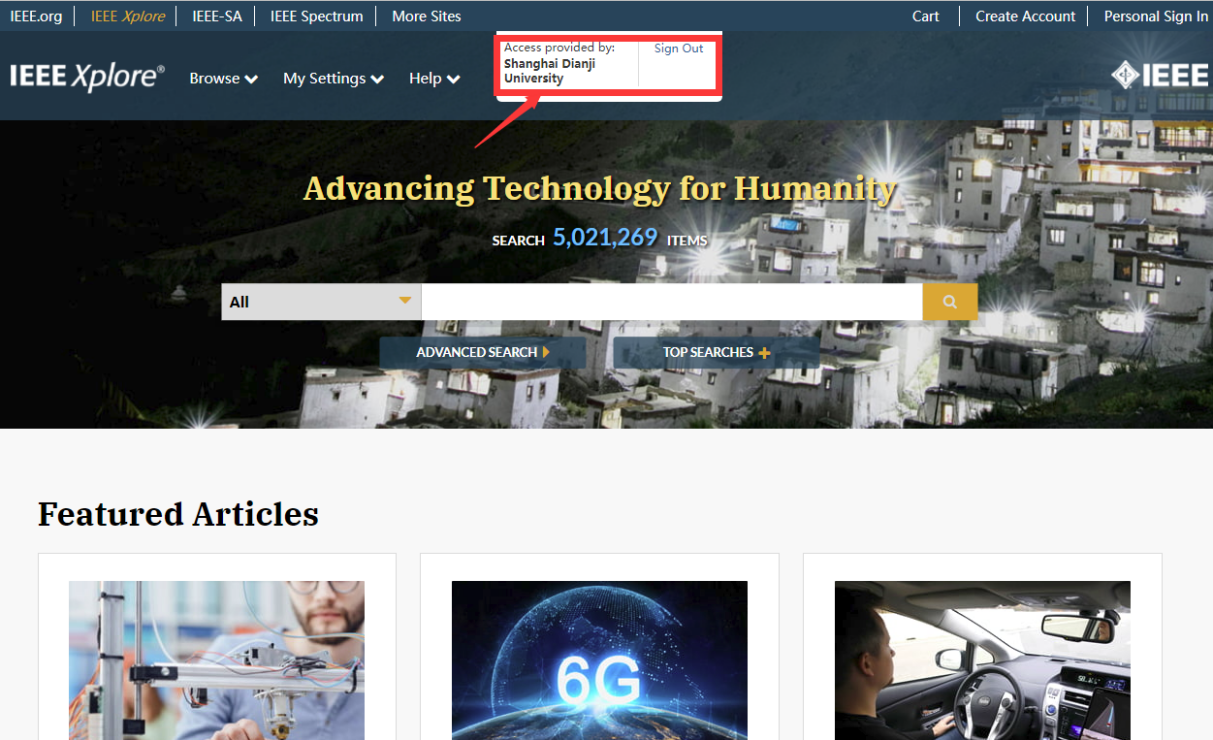 IEEE.org
IEEE Xplore
IEEE-SA
IEEE Spectrum
More Sites
Cart
Create Account
Personal Sign In
IEEE Xplore®
Browse
My Settings
Help
Access provided by:
Shanghai Dianji
University
Sign Out
IEEE
Advancing Technology for Humanity
SEARCH 5,021,269 ITEMS
All
ADVANCED SEARCH
TOP SEARCHES
Featured Articles
6G